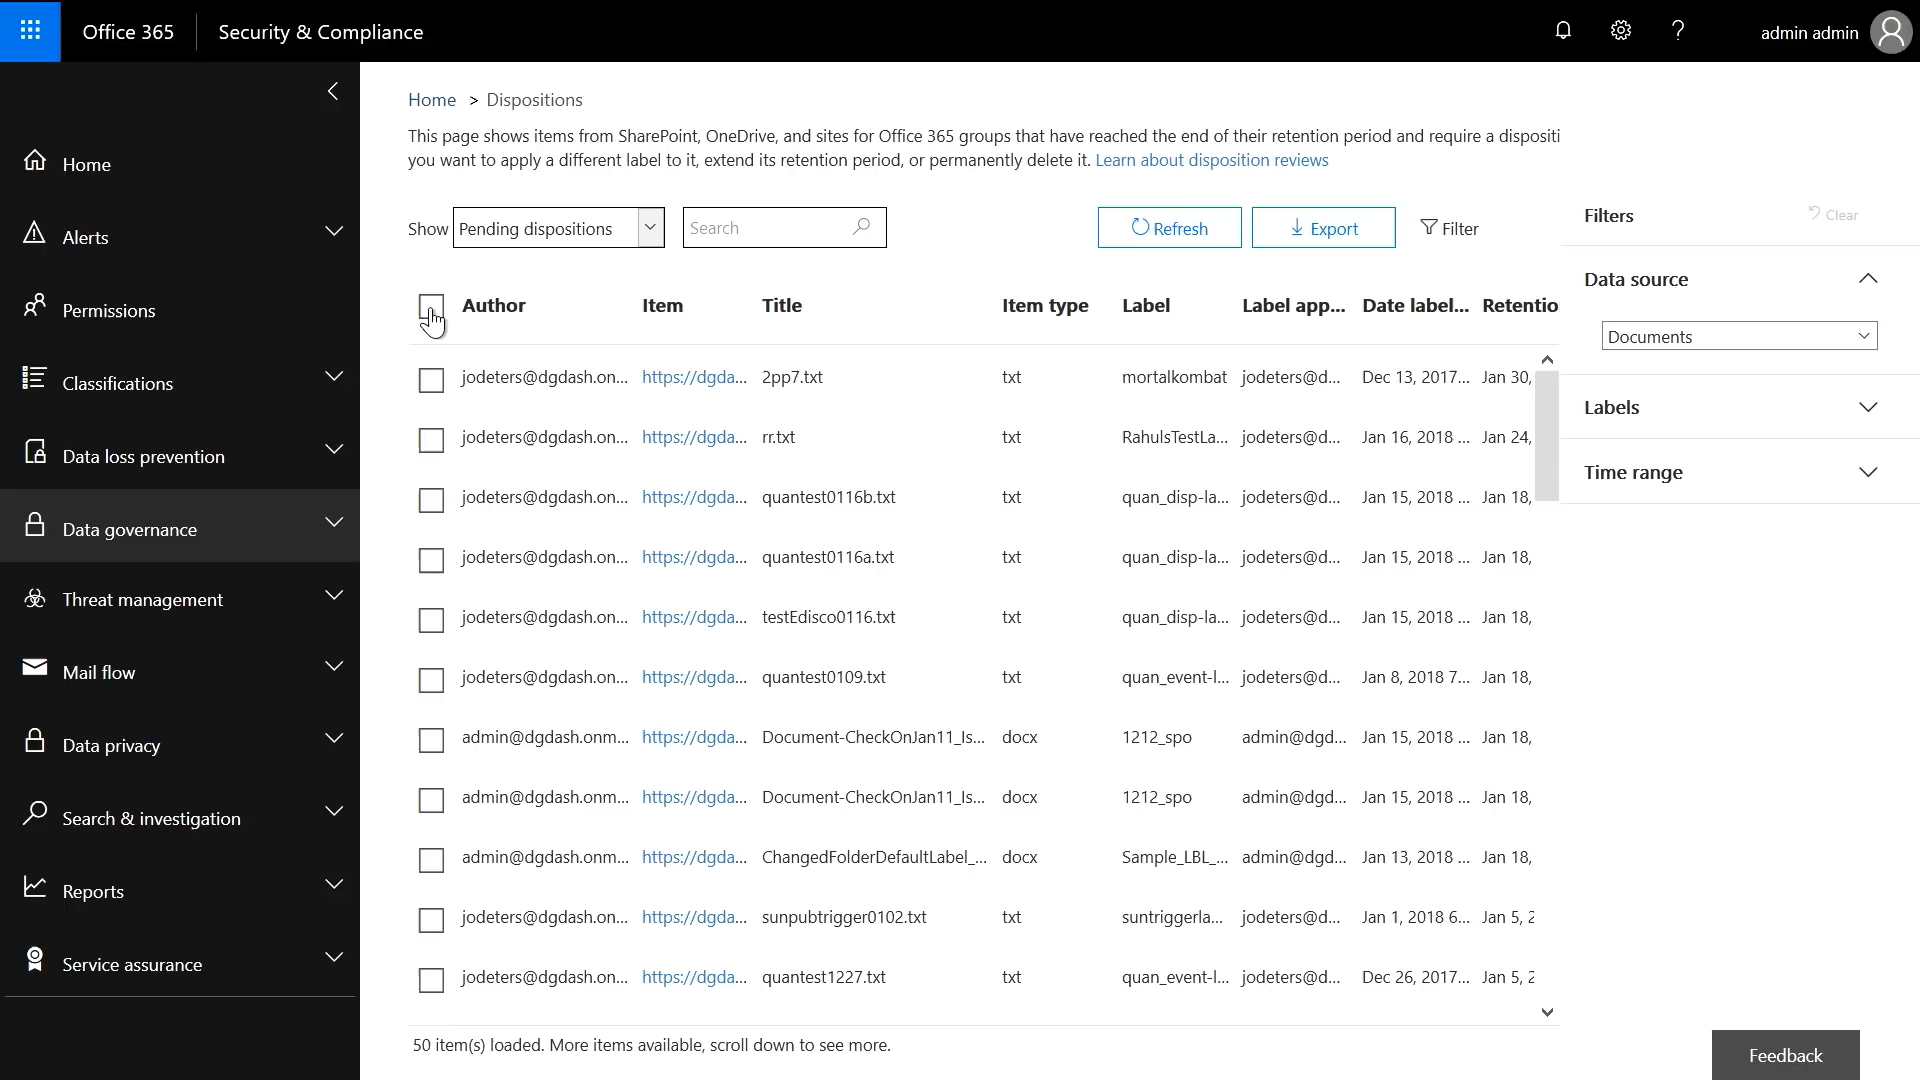 Office 365 Security & Compliance ? admin admin
Home
Alerts
Permissions
Classifications
Data loss prevention
Data governance
Threat management
Mail flow
Data privacy
Search & investigation
Reports
Service assurance
Home > Dispositions
This page shows items from SharePoint, OneDrive, and sites for Office 365 groups that have reached the end of their retention period and require a dispositi
you want to apply a different label to it, extend its retention period, or permanently delete it. Learn about disposition reviews
Show Pending dispositions Search Refresh Export Filter
Author Item Title Item type Label Label app... Date label... Retentio
jodeters@dgdash.on... https://dgda... 2pp7.txt txt mortalkombat jodeters@d... Dec 13, 2017... Jan 30,
jodeters@dgdash.on... https://dgda... rr.txt txt RahulsTestLa... jodeters@d... Jan 16, 2018 ... Jan 24,
jodeters@dgdash.on... https://dgda... quantest0116b.txt txt quan_disp-la... jodeters@d... Jan 15, 2018 ... Jan 18,
jodeters@dgdash.on... https://dgda... quantest0116a.txt txt quan_disp-la... jodeters@d... Jan 15, 2018 ... Jan 18,
jodeters@dgdash.on... https://dgda... testEdisco0116.txt txt quan_disp-la... jodeters@d... Jan 15, 2018 ... Jan 18,
jodeters@dgdash.on... https://dgda... quantest0109.txt txt quan_event-l... jodeters@d... Jan 8, 2018 7... Jan 18,
admin@dgdash.onm... https://dgda... Document-CheckOnJan11_Is... docx 1212_spo admin@dgd... Jan 15, 2018 ... Jan 18,
admin@dgdash.onm... https://dgda... Document-CheckOnJan11_Is... docx 1212_spo admin@dgd... Jan 15, 2018 ... Jan 18,
admin@dgdash.onm... https://dgda... ChangedFolderDefaultLabel_... docx Sample_LBL_... admin@dgd... Jan 13, 2018 ... Jan 18,
jodeters@dgdash.on... https://dgda... sunpubtrigger0102.txt txt suntriggerla... jodeters@d... Jan 1, 2018 6... Jan 5, 2
jodeters@dgdash.on... https://dgda... quantest1227.txt txt quan_event-l... jodeters@d... Dec 26, 2017... Jan 5, 2
50 item(s) loaded. More items available, scroll down to see more.
Filters Clear
Data source
Documents
Labels
Time range
Feedback